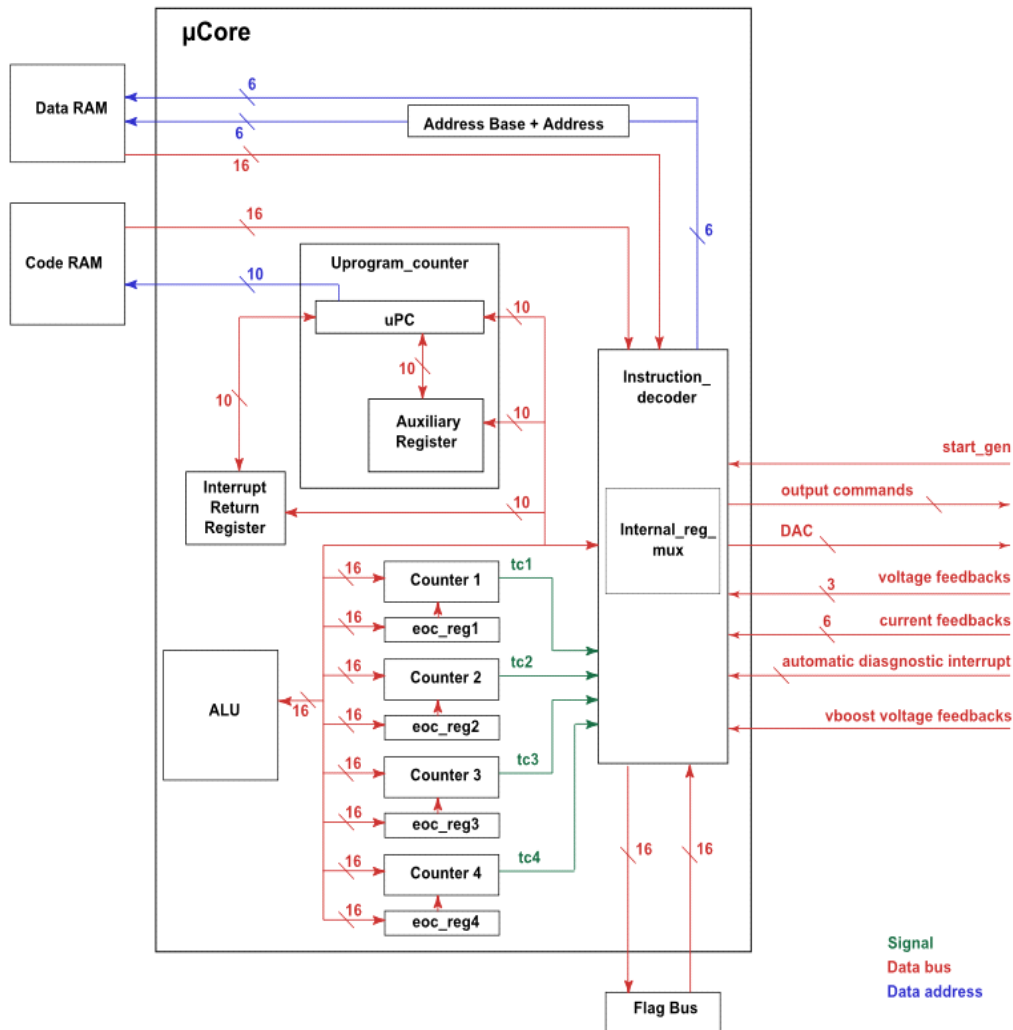 µCore
6
Data RAM
Address Base + Address
6
16
16
6
Code RAM
Uprogram_counter
10
10
uPC
Instruction_
decoder
10
10
Auxiliary
Register
10
start_gen
Interrupt
Return
Register
10
output commands
Internal_reg_
mux
DAC
16
Counter 1
tc1
3
voltage feedbacks
16
eoc_reg1
6
current feedbacks
16
Counter 2
tc2
automatic diasgnostic interrupt
ALU
16
16
eoc_reg2
vboost voltage feedbacks
16
Counter 3
tc3
16
eoc_reg3
16
16
16
Counter 4
tc4
16
eoc_reg4
Signal
Data bus
Data address
Flag Bus